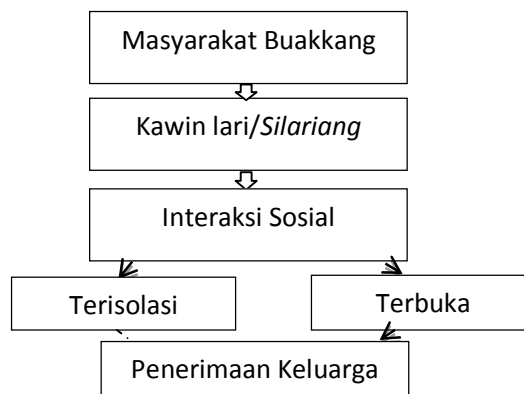 Masyarakat Buakkang
Kawin lari/Silariang
Interaksi Sosial
Terisolasi
Terbuka
Penerimaan Keluarga